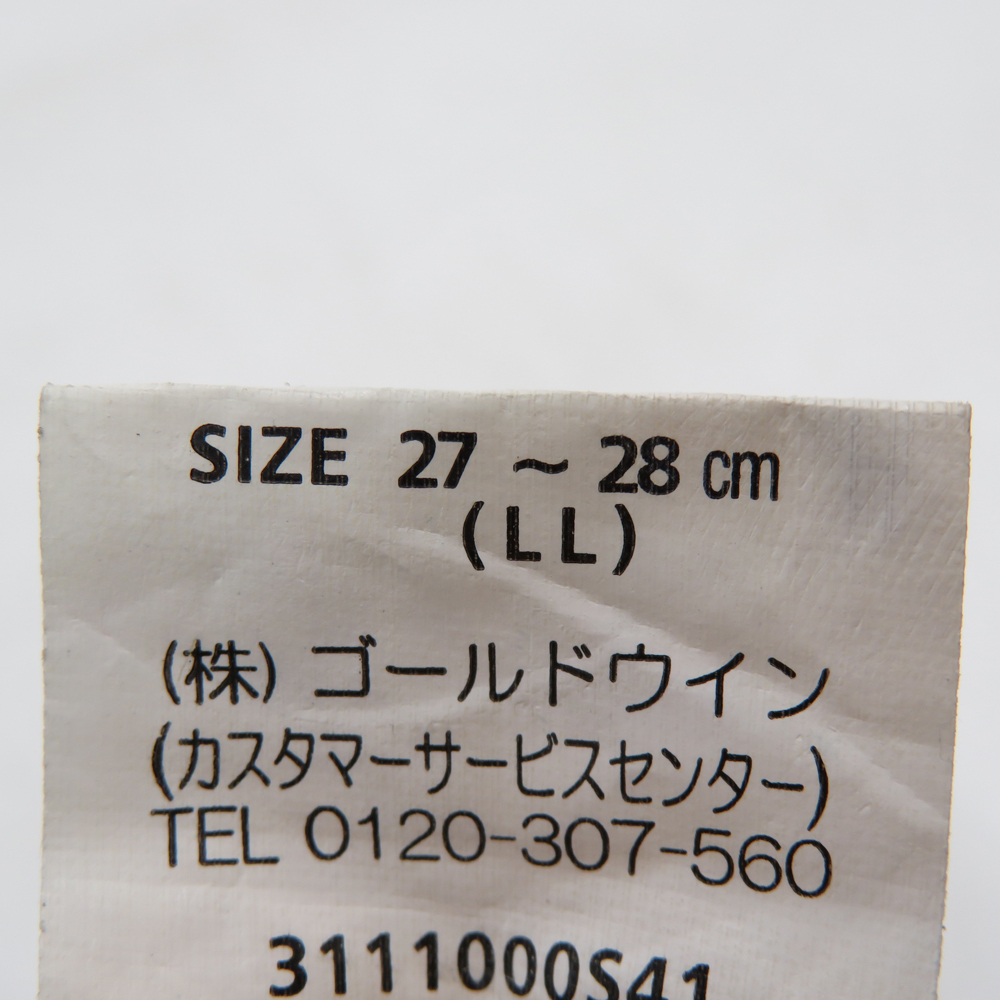 SIZE 27 ~ 28 cm
(LL)
(株) ゴールドウイン
(カスタマーサービスセンター)
TEL 0120-307-560
3111000S41